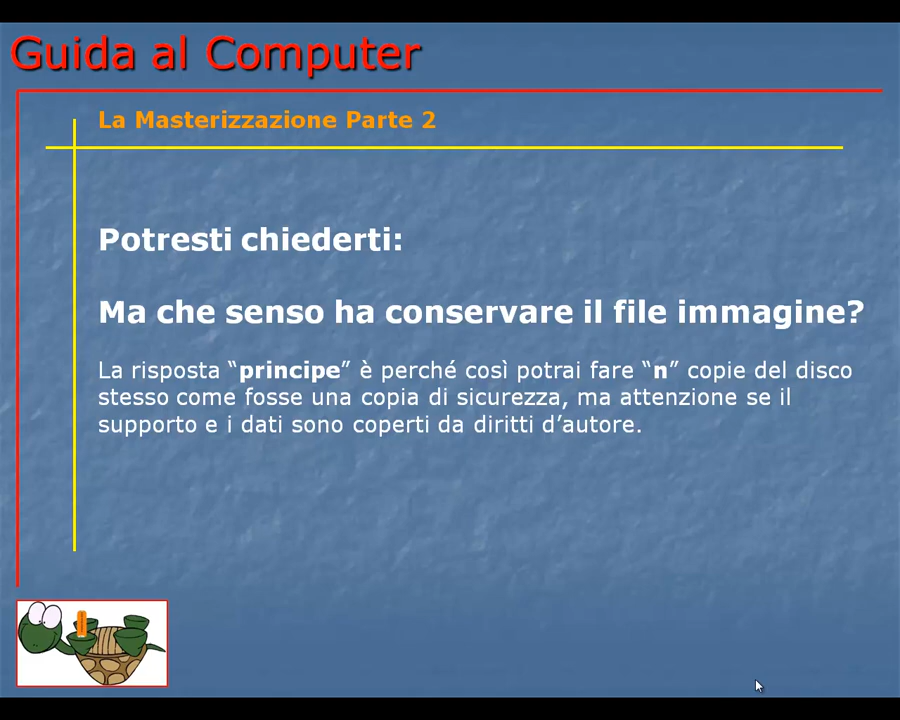 Guida al Computer
La Masterizzazione Parte 2
Potresti chiederti:
Ma che senso ha conservare il file immagine?
La risposta “principe” è perché così potrai fare “n” copie del disco
stesso come fosse una copia di sicurezza, ma attenzione se il
supporto e i dati sono coperti da diritti d’autore.